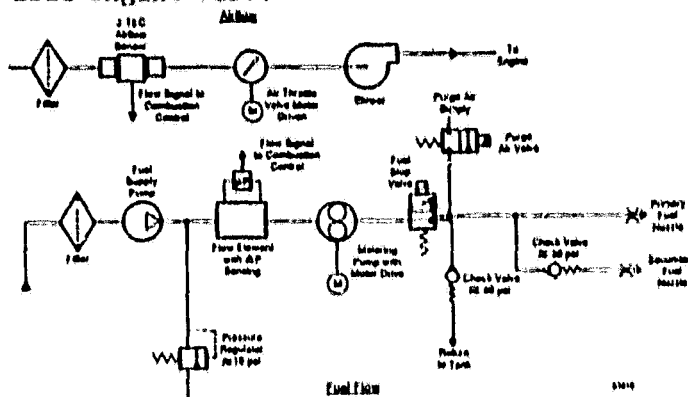 Airflow
J-TEC
Airflow
Sensor
To
Engine
Filter
Flow Signal to
Combustion
Control
Air Throttle
Valve Motor
Driven
M
Blower
Purge Air
Supply
Flow Signal
to Combustion
Control
Purge
Air Valve
Fuel
Supply
Pump
ΔP
Fuel
Stop
Valve
Primary
Fuel
Nozzle
Filter
Flow Element
with ΔP
Sensing
Metering
Pump with
Motor Drive
M
Check Valve
Check Valve
Secondary
Fuel
Nozzle
Pressure
Regulator
Return
to Tank
Fuel Flow